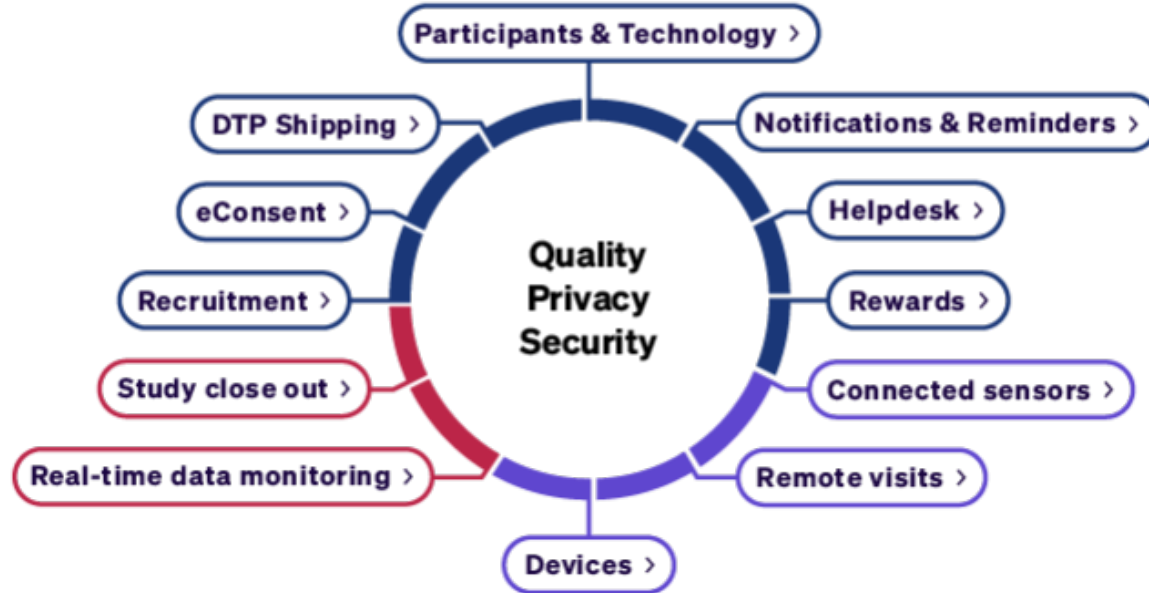 Participants & Technology >
DTP Shipping >
Notifications & Reminders >
eConsent >
Helpdesk >
Quality
Privacy
Security
Recruitment >
Rewards >
Study close out >
Connected sensors >
Real-time data monitoring >
Remote visits >
Devices >